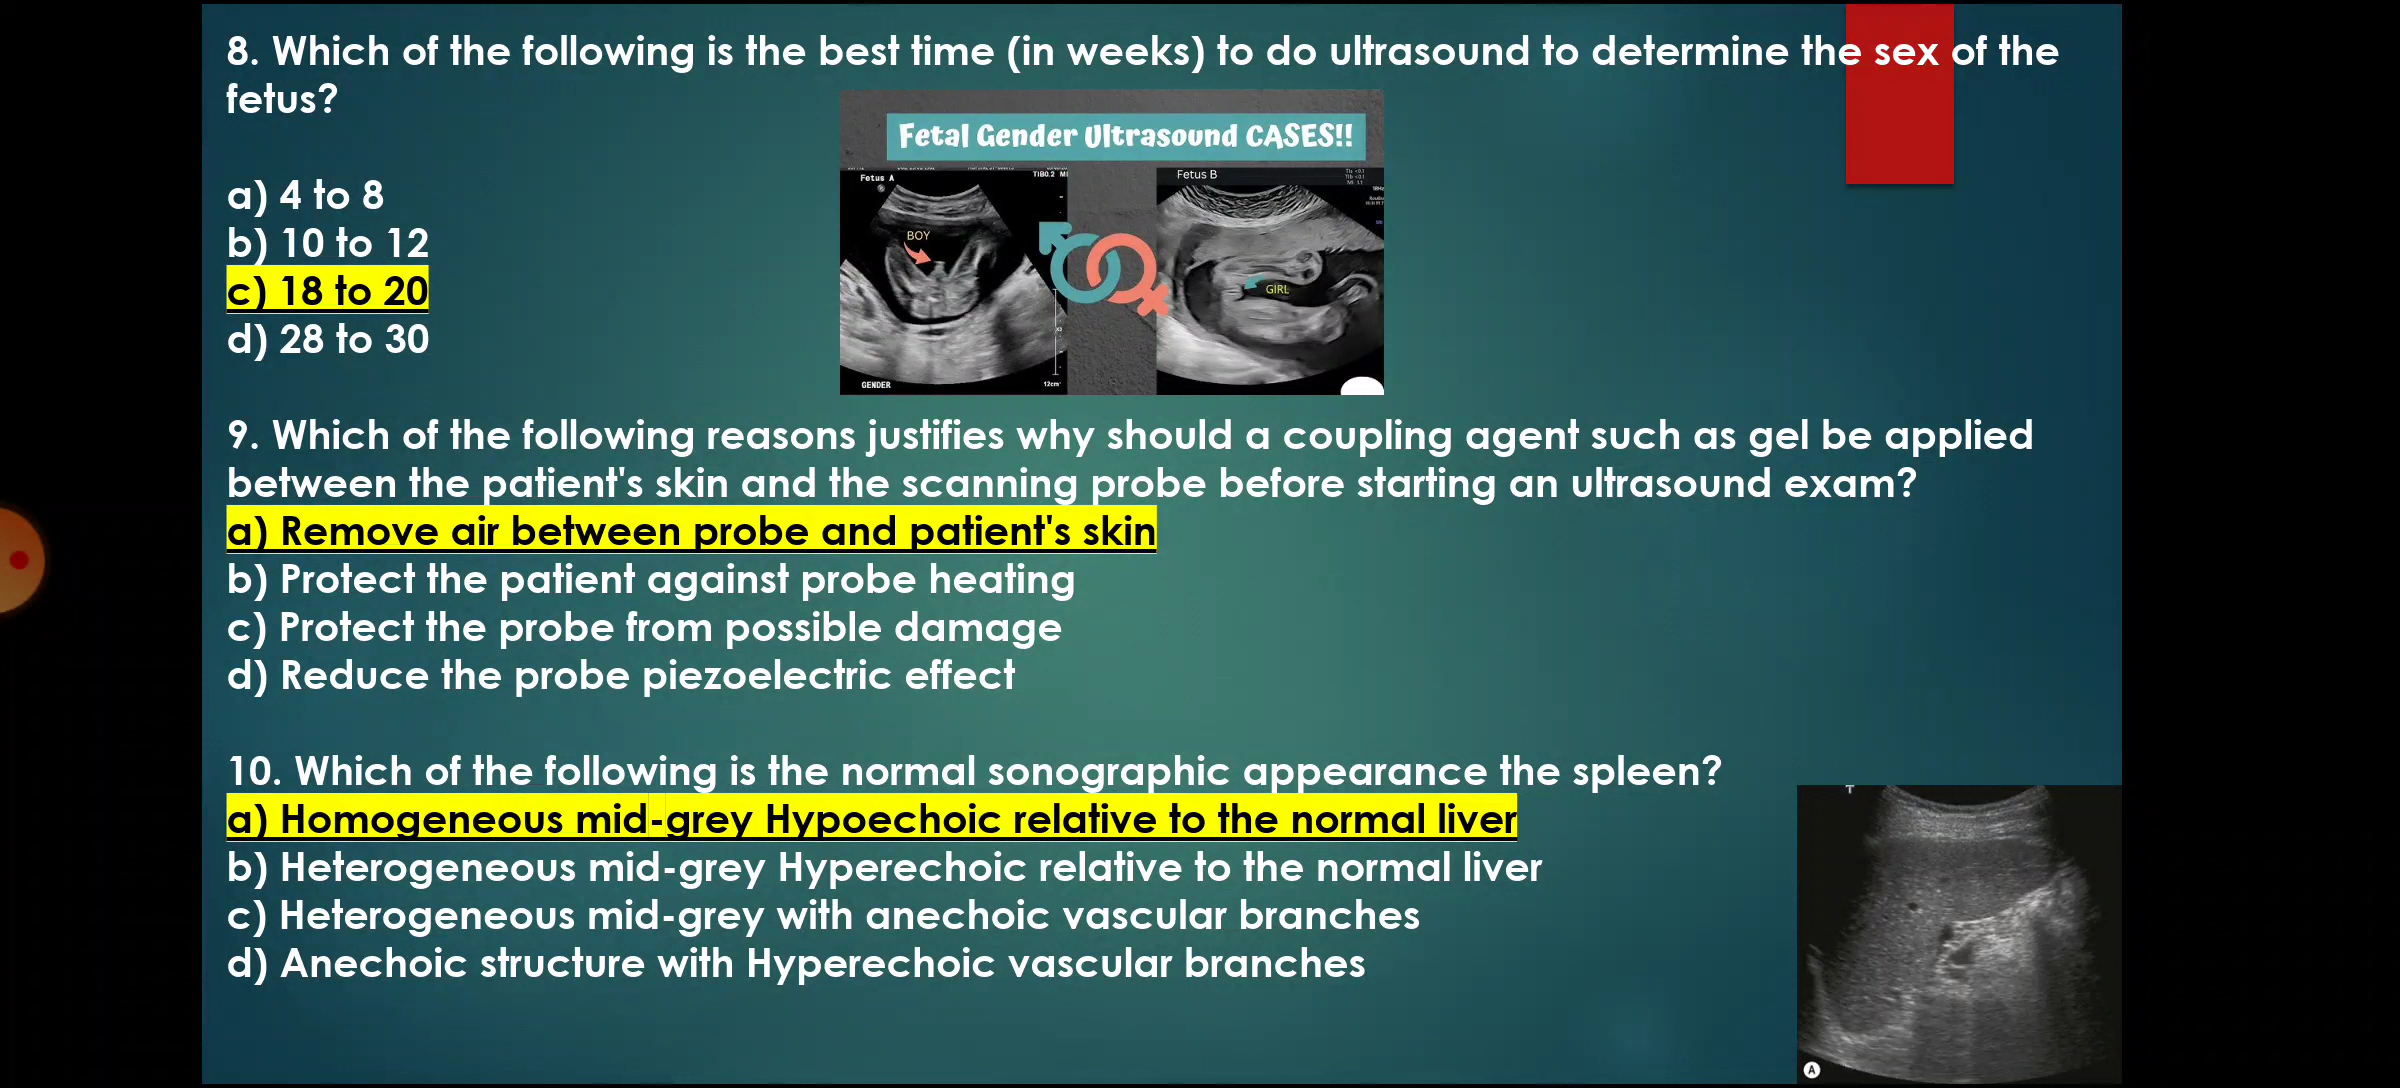 8. Which of the following is the best time (in weeks) to do ultrasound to determine the sex of the
fetus?
Fetal Gender Ultrasound CASES!!
Fetus A
TIB0.2 MI
BOY
GENDER
12cm
Fetus B
GIRL
a) 4 to 8
b) 10 to 12
c) 18 to 20
d) 28 to 30
9. Which of the following reasons justifies why should a coupling agent such as gel be applied
between the patient's skin and the scanning probe before starting an ultrasound exam?
a) Remove air between probe and patient's skin
b) Protect the patient against probe heating
c) Protect the probe from possible damage
d) Reduce the probe piezoelectric effect
10. Which of the following is the normal sonographic appearance the spleen?
a) Homogeneous mid-grey Hypoechoic relative to the normal liver
b) Heterogeneous mid-grey Hyperechoic relative to the normal liver
c) Heterogeneous mid-grey with anechoic vascular branches
d) Anechoic structure with Hyperechoic vascular branches
A